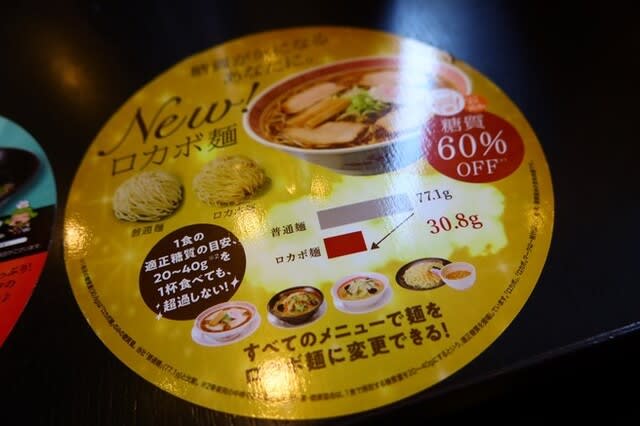 糖質が気になる
あなたに。
New!
ロカボ麺
糖質
60%
OFF
普通麺
ロカボ麺
普通麺
77.1g
ロカボ麺
30.8g
1食の
適正糖質の目安、
20~40g※2を
1杯食べても、
超過しない!
すべてのメニューで麺を
ロカボ麺に変更できる!